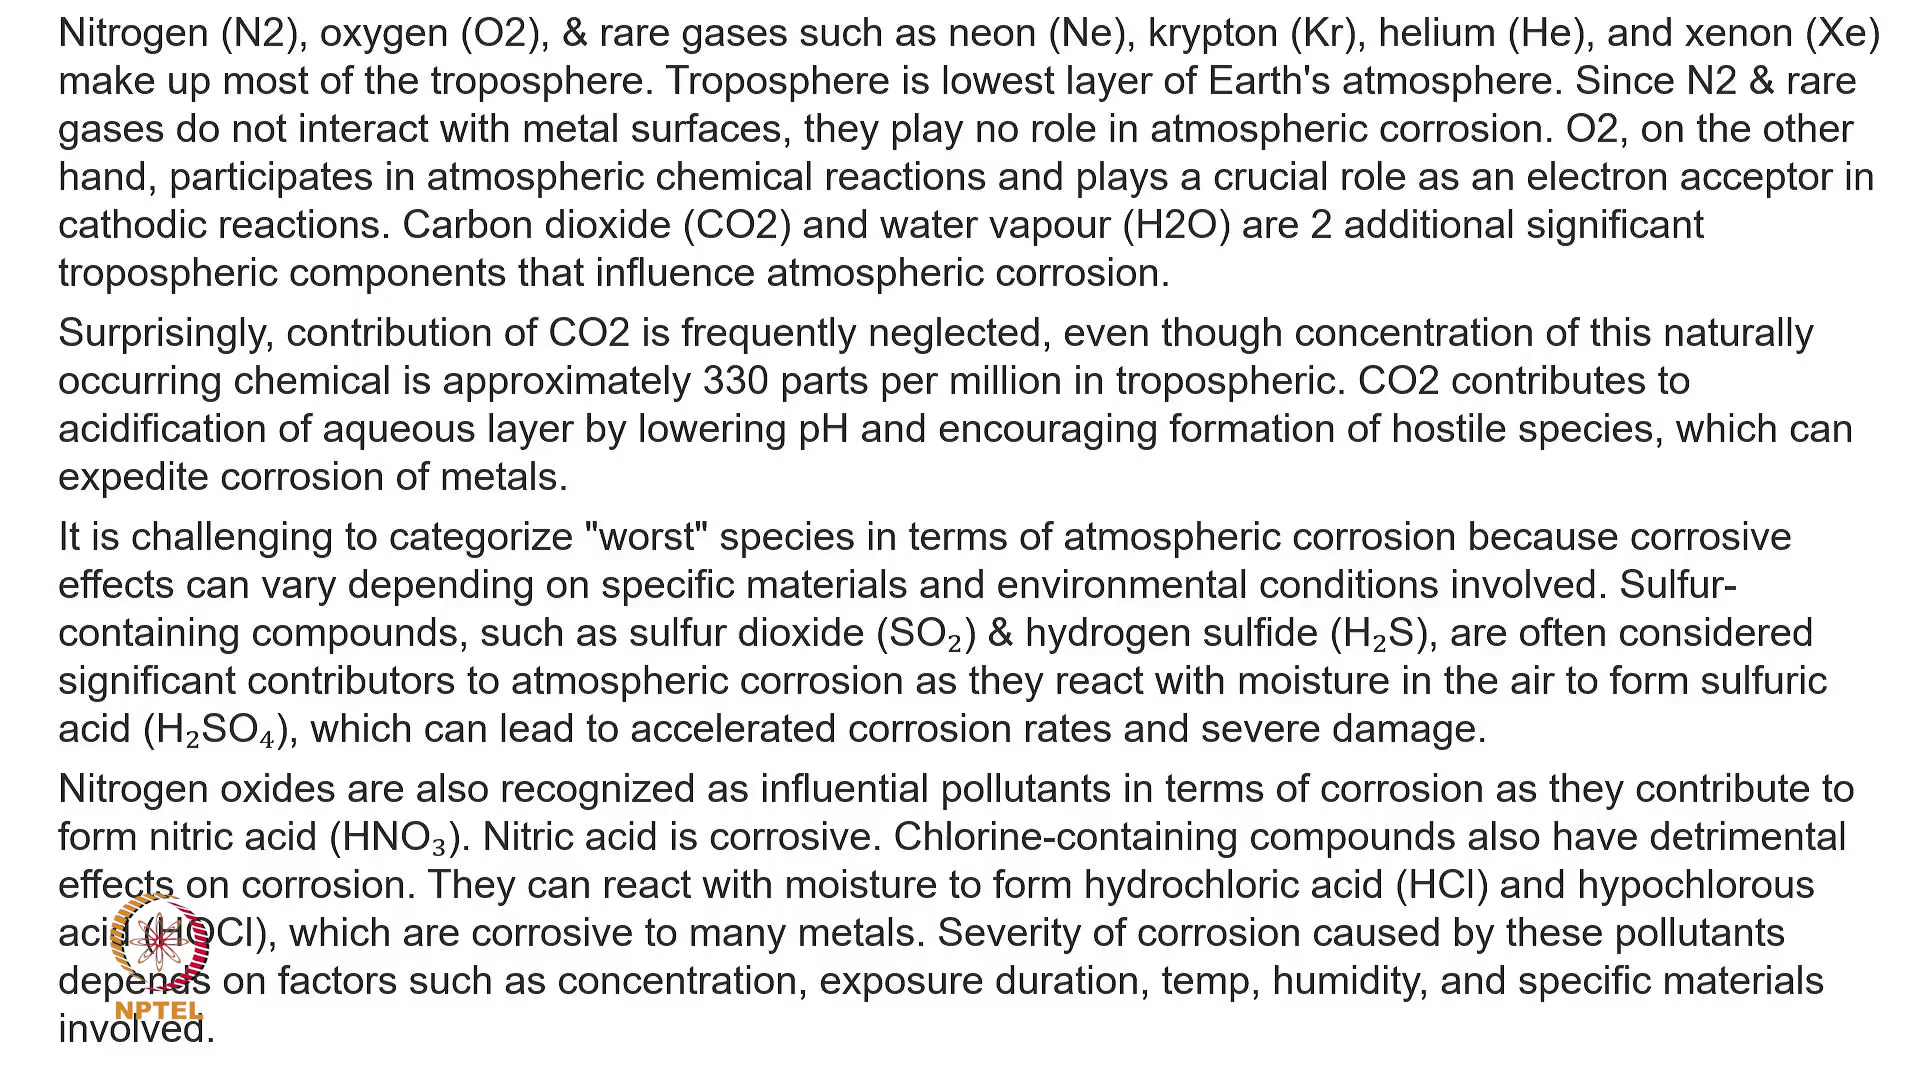 Nitrogen (N2), oxygen (O2), & rare gases such as neon (Ne), krypton (Kr), helium (He), and xenon (Xe)
make up most of the troposphere. Troposphere is lowest layer of Earth's atmosphere. Since N2 & rare
gases do not interact with metal surfaces, they play no role in atmospheric corrosion. O2, on the other
hand, participates in atmospheric chemical reactions and plays a crucial role as an electron acceptor in
cathodic reactions. Carbon dioxide (CO2) and water vapour (H2O) are 2 additional significant
tropospheric components that influence atmospheric corrosion.
Surprisingly, contribution of CO2 is frequently neglected, even though concentration of this naturally
occurring chemical is approximately 330 parts per million in tropospheric. CO2 contributes to
acidification of aqueous layer by lowering pH and encouraging formation of hostile species, which can
expedite corrosion of metals.
It is challenging to categorize "worst" species in terms of atmospheric corrosion because corrosive
effects can vary depending on specific materials and environmental conditions involved. Sulfur-
containing compounds, such as sulfur dioxide (SO₂) & hydrogen sulfide (H₂S), are often considered
significant contributors to atmospheric corrosion as they react with moisture in the air to form sulfuric
acid (H₂SO₄), which can lead to accelerated corrosion rates and severe damage.
Nitrogen oxides are also recognized as influential pollutants in terms of corrosion as they contribute to
form nitric acid (HNO₃). Nitric acid is corrosive. Chlorine-containing compounds also have detrimental
effects on corrosion. They can react with moisture to form hydrochloric acid (HCl) and hypochlorous
acid (HOCl), which are corrosive to many metals. Severity of corrosion caused by these pollutants
depends on factors such as concentration, exposure duration, temp, humidity, and specific materials
involved.
NPTEL